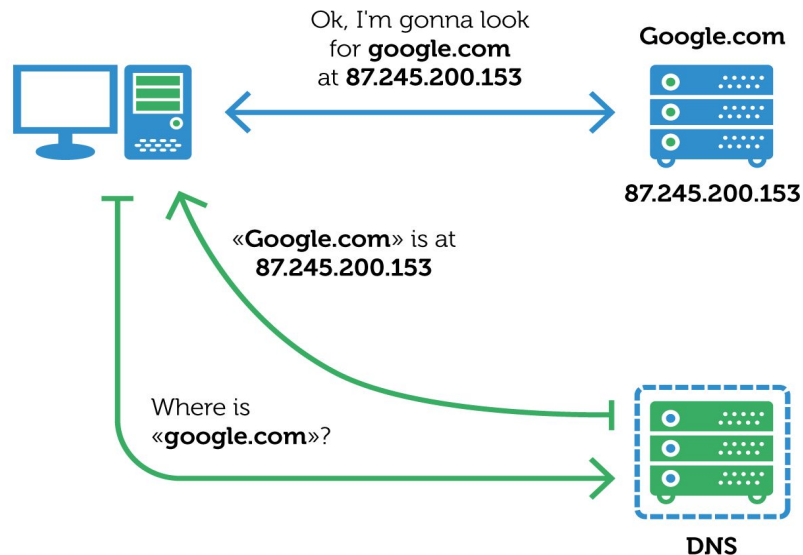 Ok, I'm gonna look
for google.com
at 87.245.200.153
Google.com
87.245.200.153
«Google.com» is at
87.245.200.153
Where is
«google.com»?
DNS